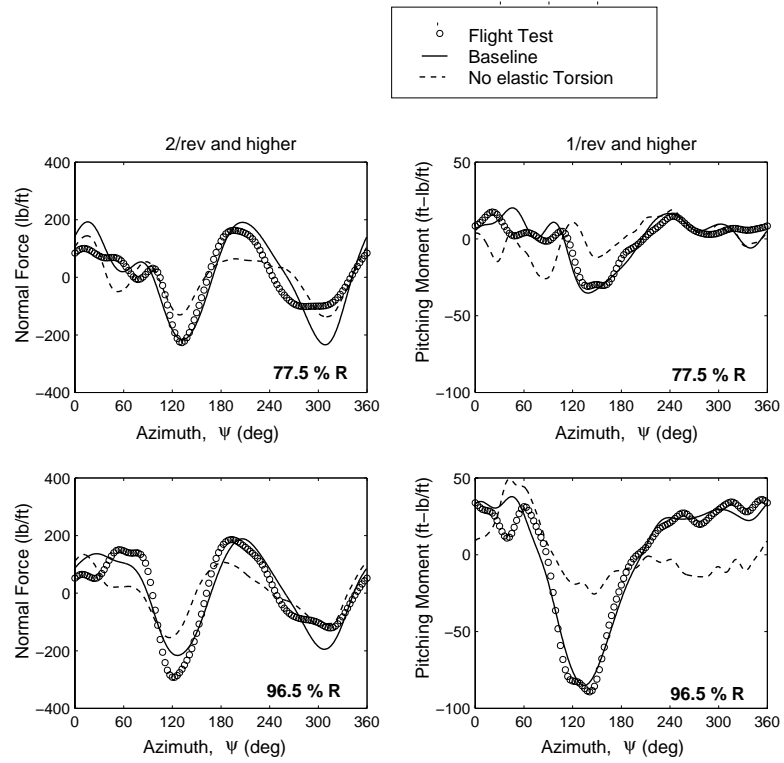 Flight Test
Baseline
No elastic Torsion
2/rev and higher
400
200
0
−200
−400
Normal Force (lb/ft)
77.5 % R
0 60 120 180 240 300 360
Azimuth, ψ (deg)
1/rev and higher
50
0
−50
−100
Pitching Moment (ft−lb/ft)
77.5 % R
0 60 120 180 240 300 360
Azimuth, ψ (deg)
400
200
0
−200
−400
Normal Force (lb/ft)
96.5 % R
0 60 120 180 240 300 360
Azimuth, ψ (deg)
50
0
−50
−100
Pitching Moment (ft−lb/ft)
96.5 % R
0 60 120 180 240 300 360
Azimuth, ψ (deg)